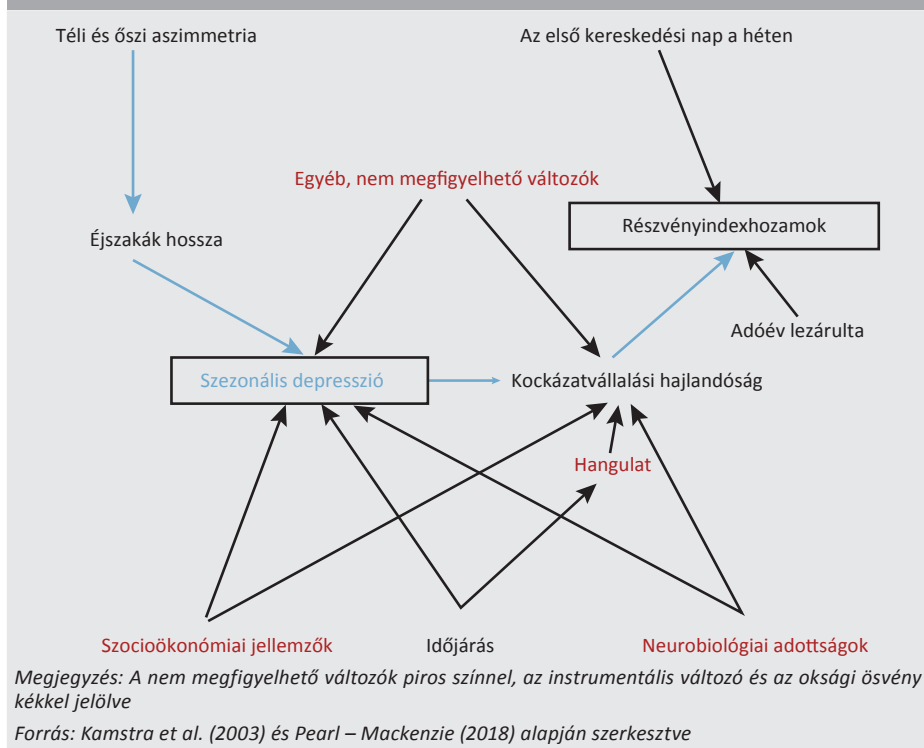 Téli és őszi aszimmetria
Az első kereskedési nap a héten
Egyéb, nem megfigyelhető változók
Éjszakák hossza
Részvényindexhozamok
Adóév lezárulta
Szezonális depresszió
Kockázatvállalási hajlandóság
Hangulat
Szocioökonómiai jellemzők
Időjárás
Neurobiológiai adottságok
Megjegyzés: A nem megfigyelhető változók piros színnel, az instrumentális változó és az oksági ösvény
kékkel jelölve
Forrás: Kamstra et al. (2003) és Pearl – Mackenzie (2018) alapján szerkesztve